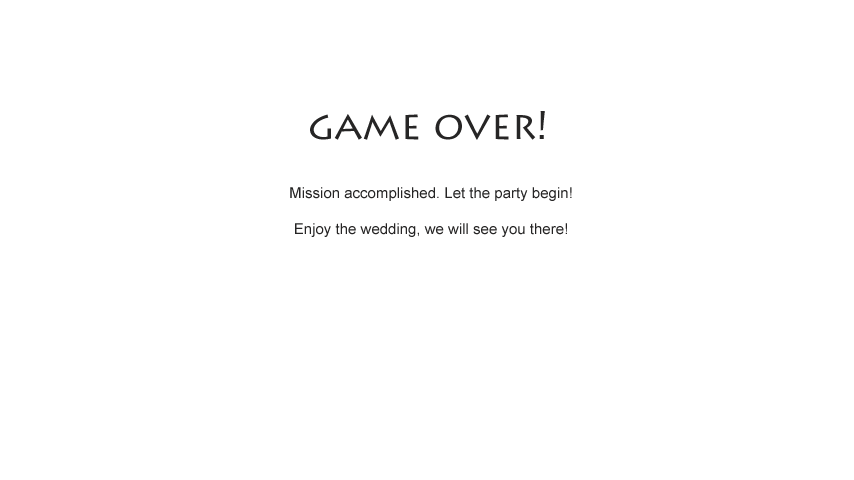 GAME OVER!
Mission accomplished. Let the party begin!
Enjoy the wedding, we will see you there!